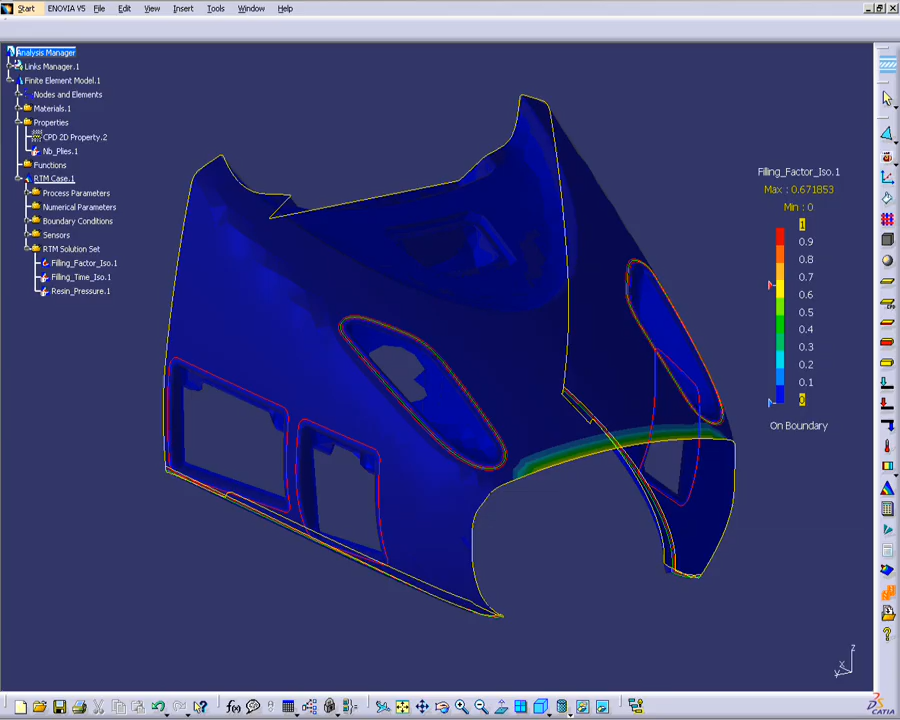 Start ENOVIA V5 File Edit View Insert Tools Window Help
Analysis Manager
Links Manager.1
Finite Element Model.1
Nodes and Elements
Materials.1
Properties
CPD 2D Property.2
Nb_Plies.1
Functions
RTM Case.1
Process Parameters
Numerical Parameters
Boundary Conditions
Sensors
RTM Solution Set
Filling_Factor_Iso.1
Filling_Time_Iso.1
Resin_Pressure.1
Filling_Factor_Iso.1
Max : 0.671853
Min : 0
1
0.9
0.8
0.7
0.6
0.5
0.4
0.3
0.2
0.1
0
On Boundary
z
x
y
f(x)
CATIA